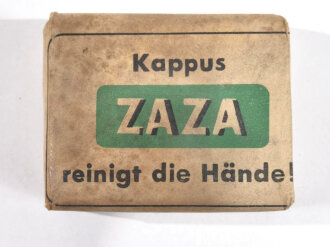 Kappus
ZAZA
reinigt die Hände!